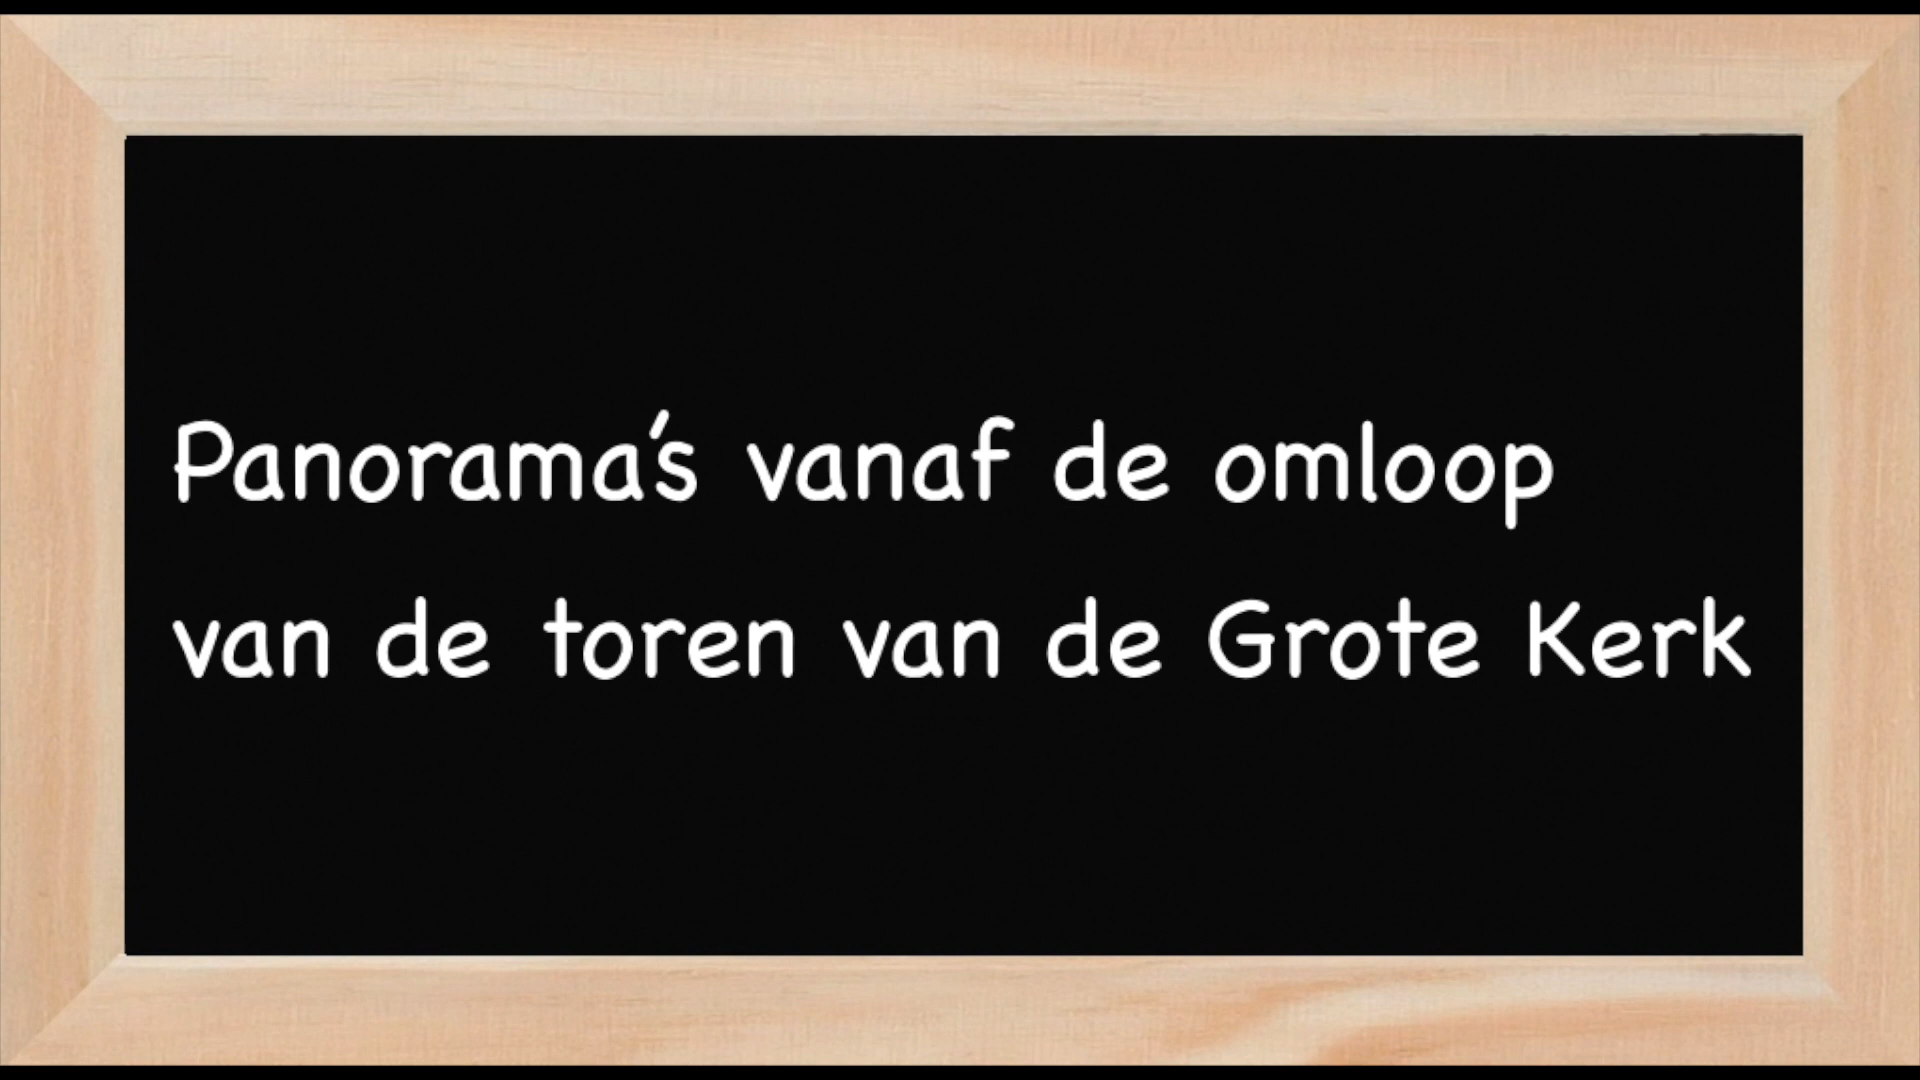 Panorama's vanaf de omloop
van de toren van de Grote Kerk